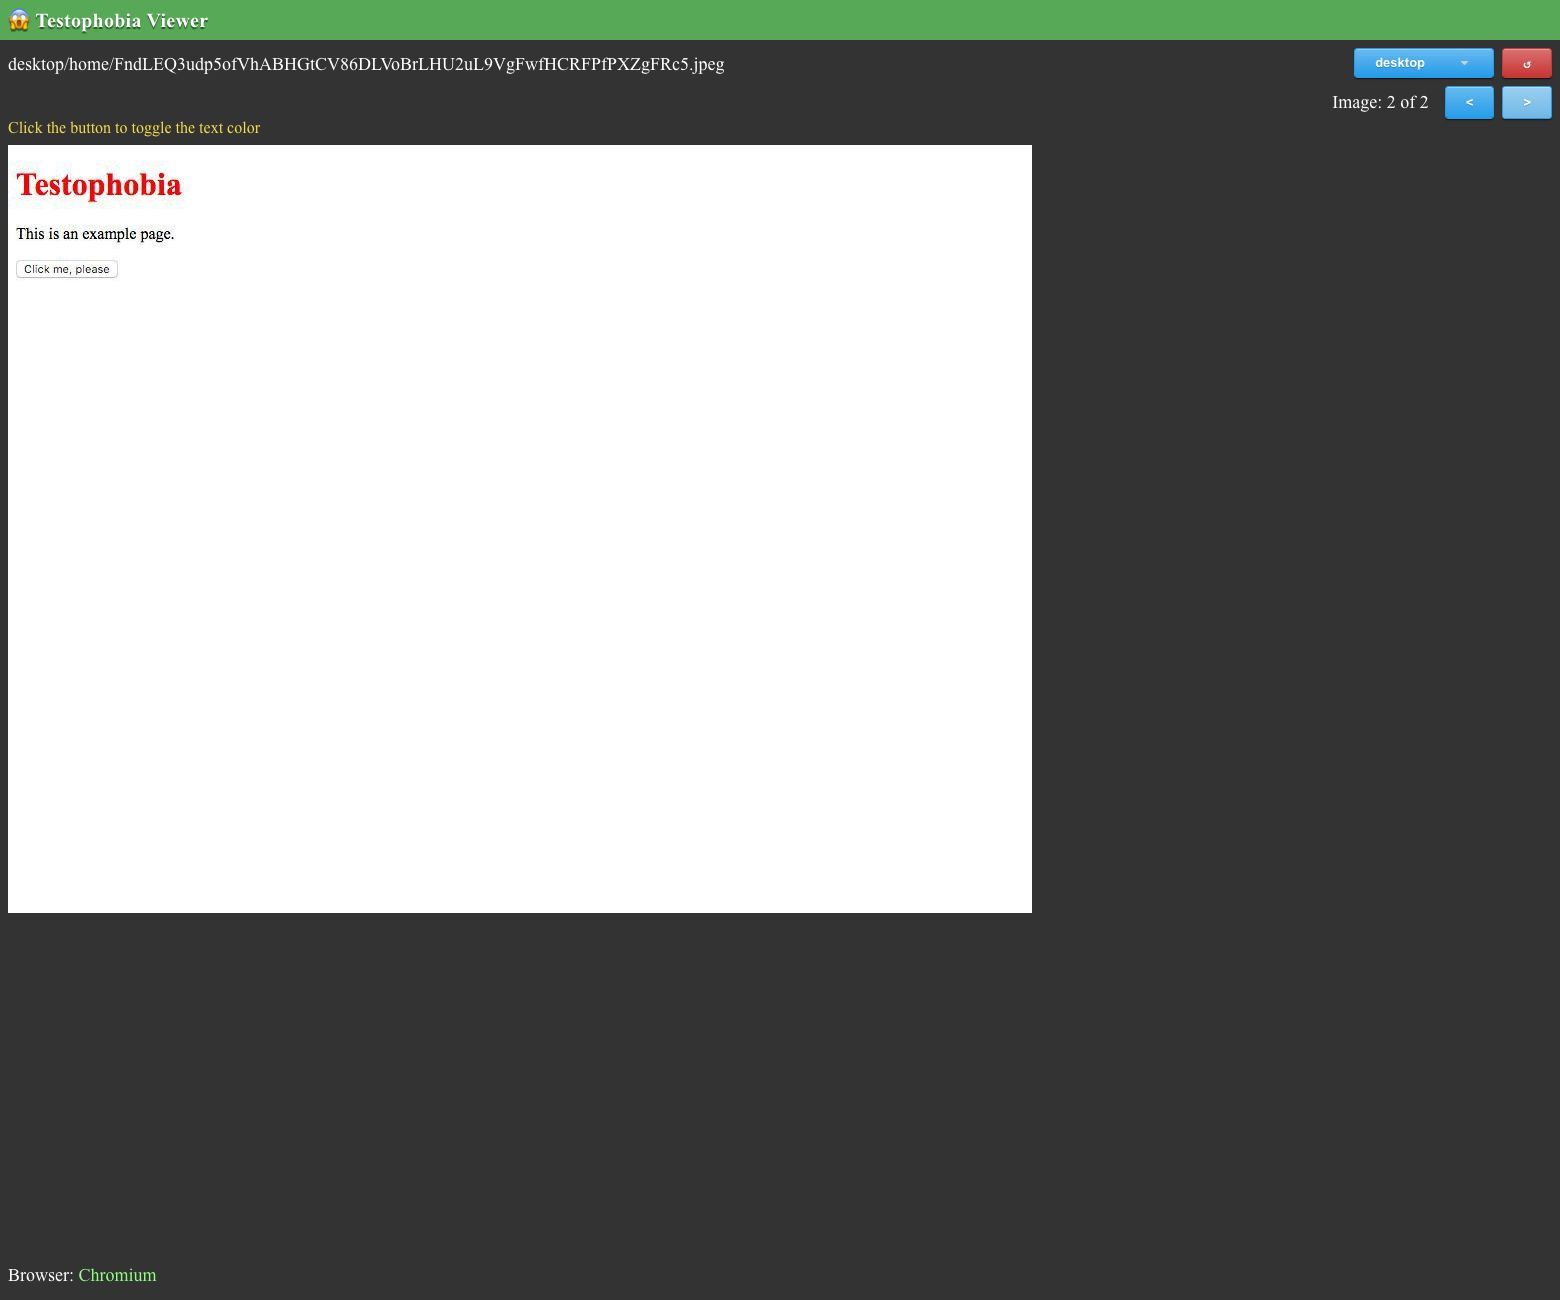 😱 Testophobia Viewer
desktop/home/FndLEQ3udp5ofVhABHGtCV86DLVoBrLHU2uL9VgFwfHCRFPfPXZgFRc5.jpeg
desktop
↺
Image: 2 of 2
<
>
Click the button to toggle the text color
Testophobia
This is an example page.
Click me, please
Browser: Chromium